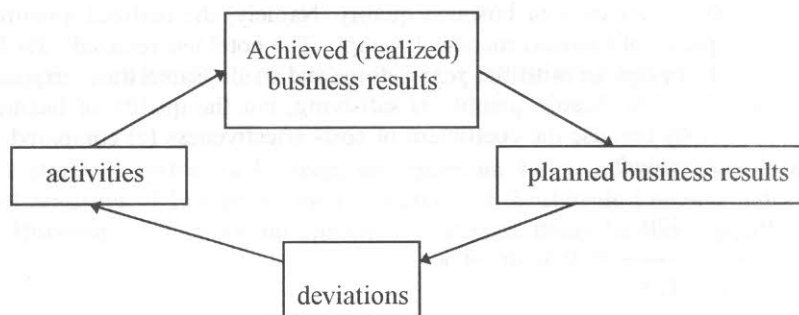 Achieved (realized)
business results
activities
planned business results
deviations